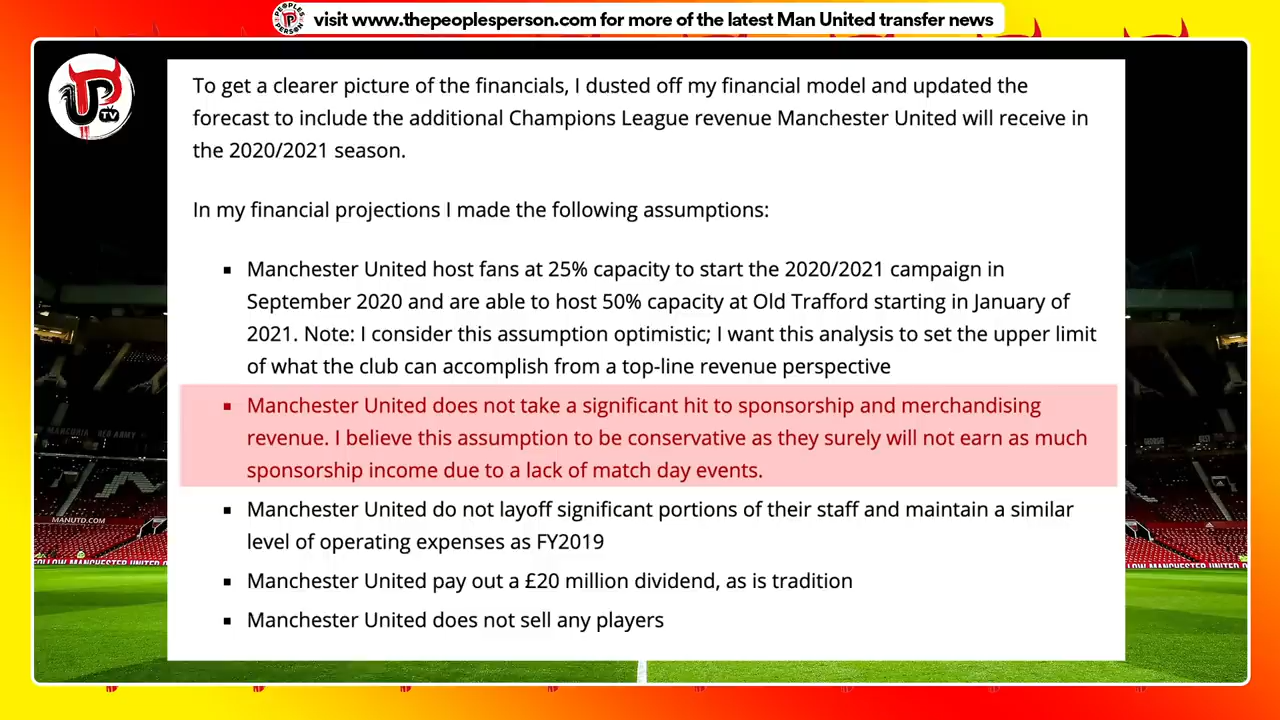 visit www.thepeoplesperson.com for more of the latest Man United transfer news
PEOPLES PERSON
UP
TV
To get a clearer picture of the financials, I dusted off my financial model and updated the
forecast to include the additional Champions League revenue Manchester United will receive in
the 2020/2021 season.
In my financial projections I made the following assumptions:
▪ Manchester United host fans at 25% capacity to start the 2020/2021 campaign in
September 2020 and are able to host 50% capacity at Old Trafford starting in January of
2021. Note: I consider this assumption optimistic; I want this analysis to set the upper limit
of what the club can accomplish from a top-line revenue perspective
▪ Manchester United does not take a significant hit to sponsorship and merchandising
revenue. I believe this assumption to be conservative as they surely will not earn as much
sponsorship income due to a lack of match day events.
▪ Manchester United do not layoff significant portions of their staff and maintain a similar
level of operating expenses as FY2019
▪ Manchester United pay out a £20 million dividend, as is tradition
▪ Manchester United does not sell any players
RED ARMY
MANUTD.COM